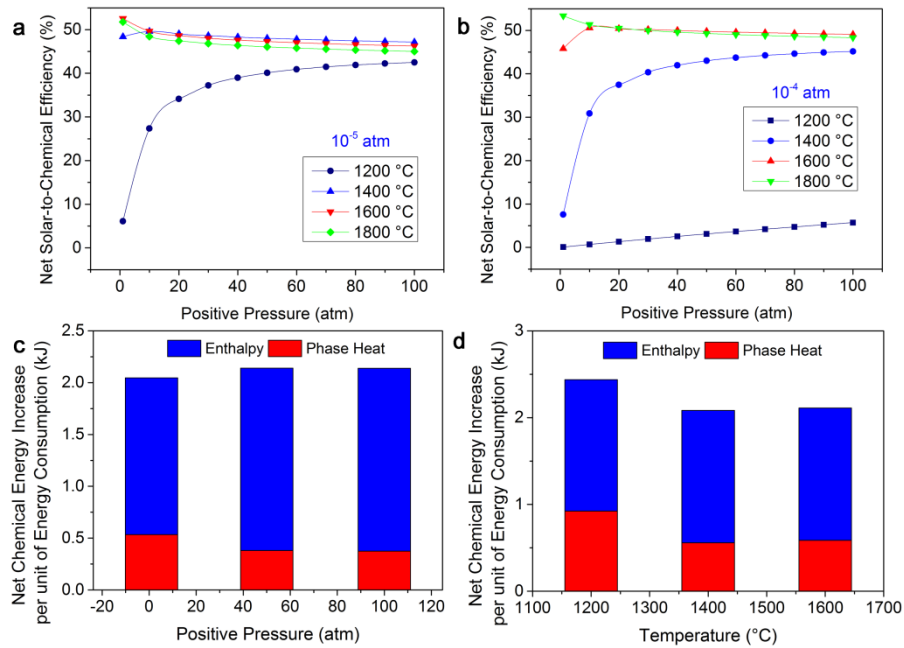 a
Net Solar-to-Chemical Efficiency (%)
50
40
30
20
10
0
10-5 atm
1200 °C
1400 °C
1600 °C
1800 °C
0 20 40 60 80 100
Positive Pressure (atm)
b
Net Solar-to-Chemical Efficiency (%)
50
40
30
20
10
0
10-4 atm
1200 °C
1400 °C
1600 °C
1800 °C
0 20 40 60 80 100
Positive Pressure (atm)
c
Net Chemical Energy Increase
per unit of Energy Consumption (kJ)
2.5
2.0
1.5
1.0
0.5
0.0
Enthalpy Phase Heat
-20 0 20 40 60 80 100 120
Positive Pressure (atm)
d
Net Chemical Energy Increase
per unit of Energy Consumption (kJ)
3
2
1
0
Enthalpy Phase Heat
1100 1200 1300 1400 1500 1600 1700
Temperature (°C)